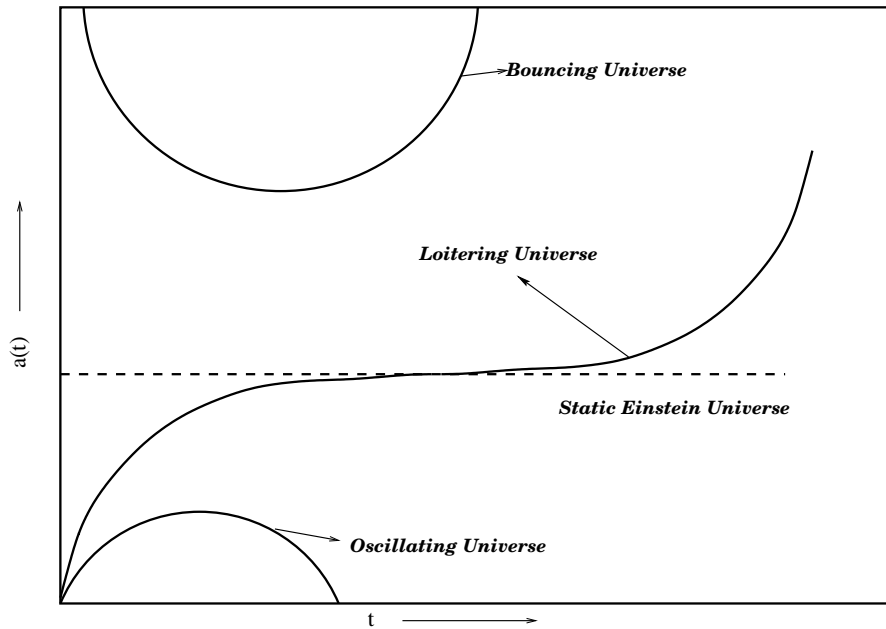 Bouncing Universe
Loitering Universe
a(t)
Static Einstein Universe
Oscillating Universe
t